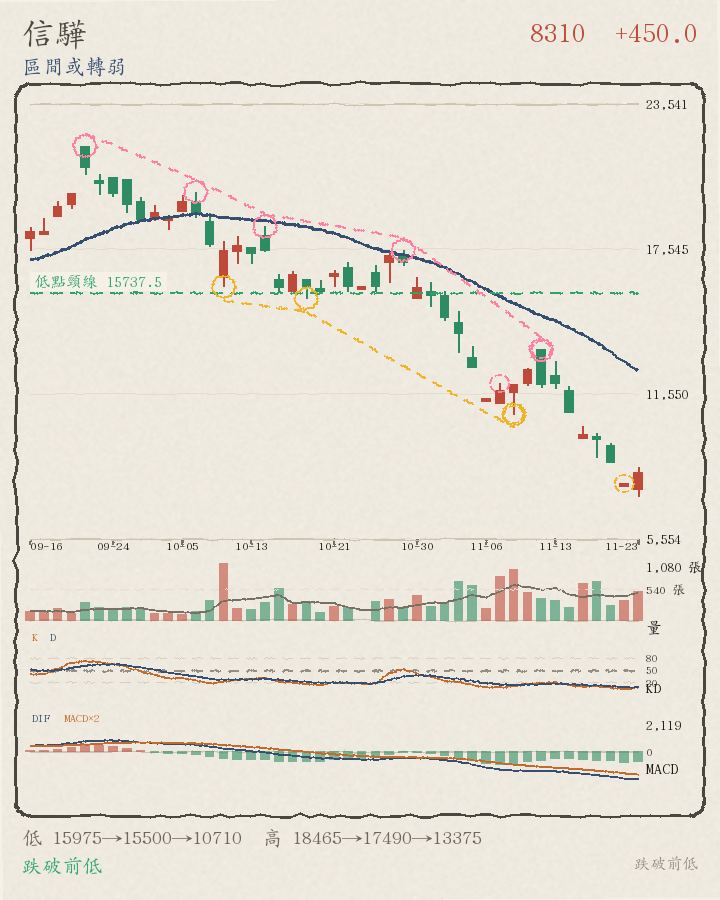 信驊
8310 +450.0
區間或轉弱
23,541
17,545
低點頸線 15737.5
11,550
5,554
09-16 09-24 10-05 10-13 10-21 10-30 11-06 11-13 11-23
1,080 張
540 張
量
K D
80
50
20
KD
DIF MACD×2
2,119
0
MACD
低 15975→15500→10710 高 18465→17490→13375
跌破前低
跌破前低